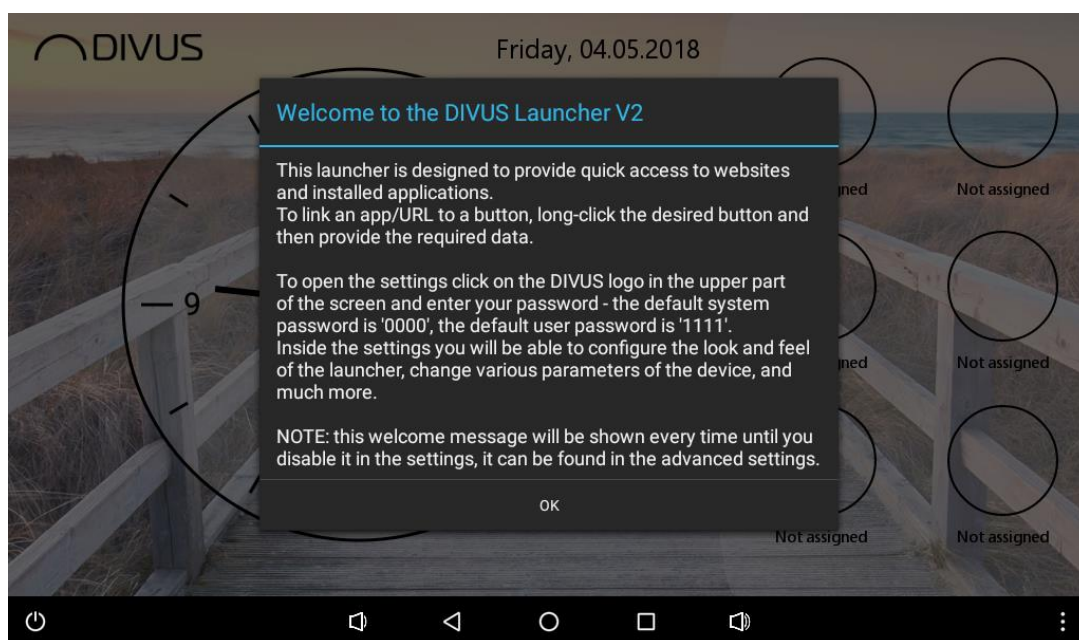 DIVUS
Friday, 04.05.2018
Welcome to the DIVUS Launcher V2
This launcher is designed to provide quick access to websites
and installed applications.
To link an app/URL to a button, long-click the desired button and
then provide the required data.
To open the settings click on the DIVUS logo in the upper part
of the screen and enter your password - the default system
password is '0000', the default user password is '1111'.
Inside the settings you will be able to configure the look and feel
of the launcher, change various parameters of the device, and
much more.
NOTE: this welcome message will be shown every time until you
disable it in the settings, it can be found in the advanced settings.
OK
9
gned
Not assigned
gned
Not assigned
Not assigned
Not assigned